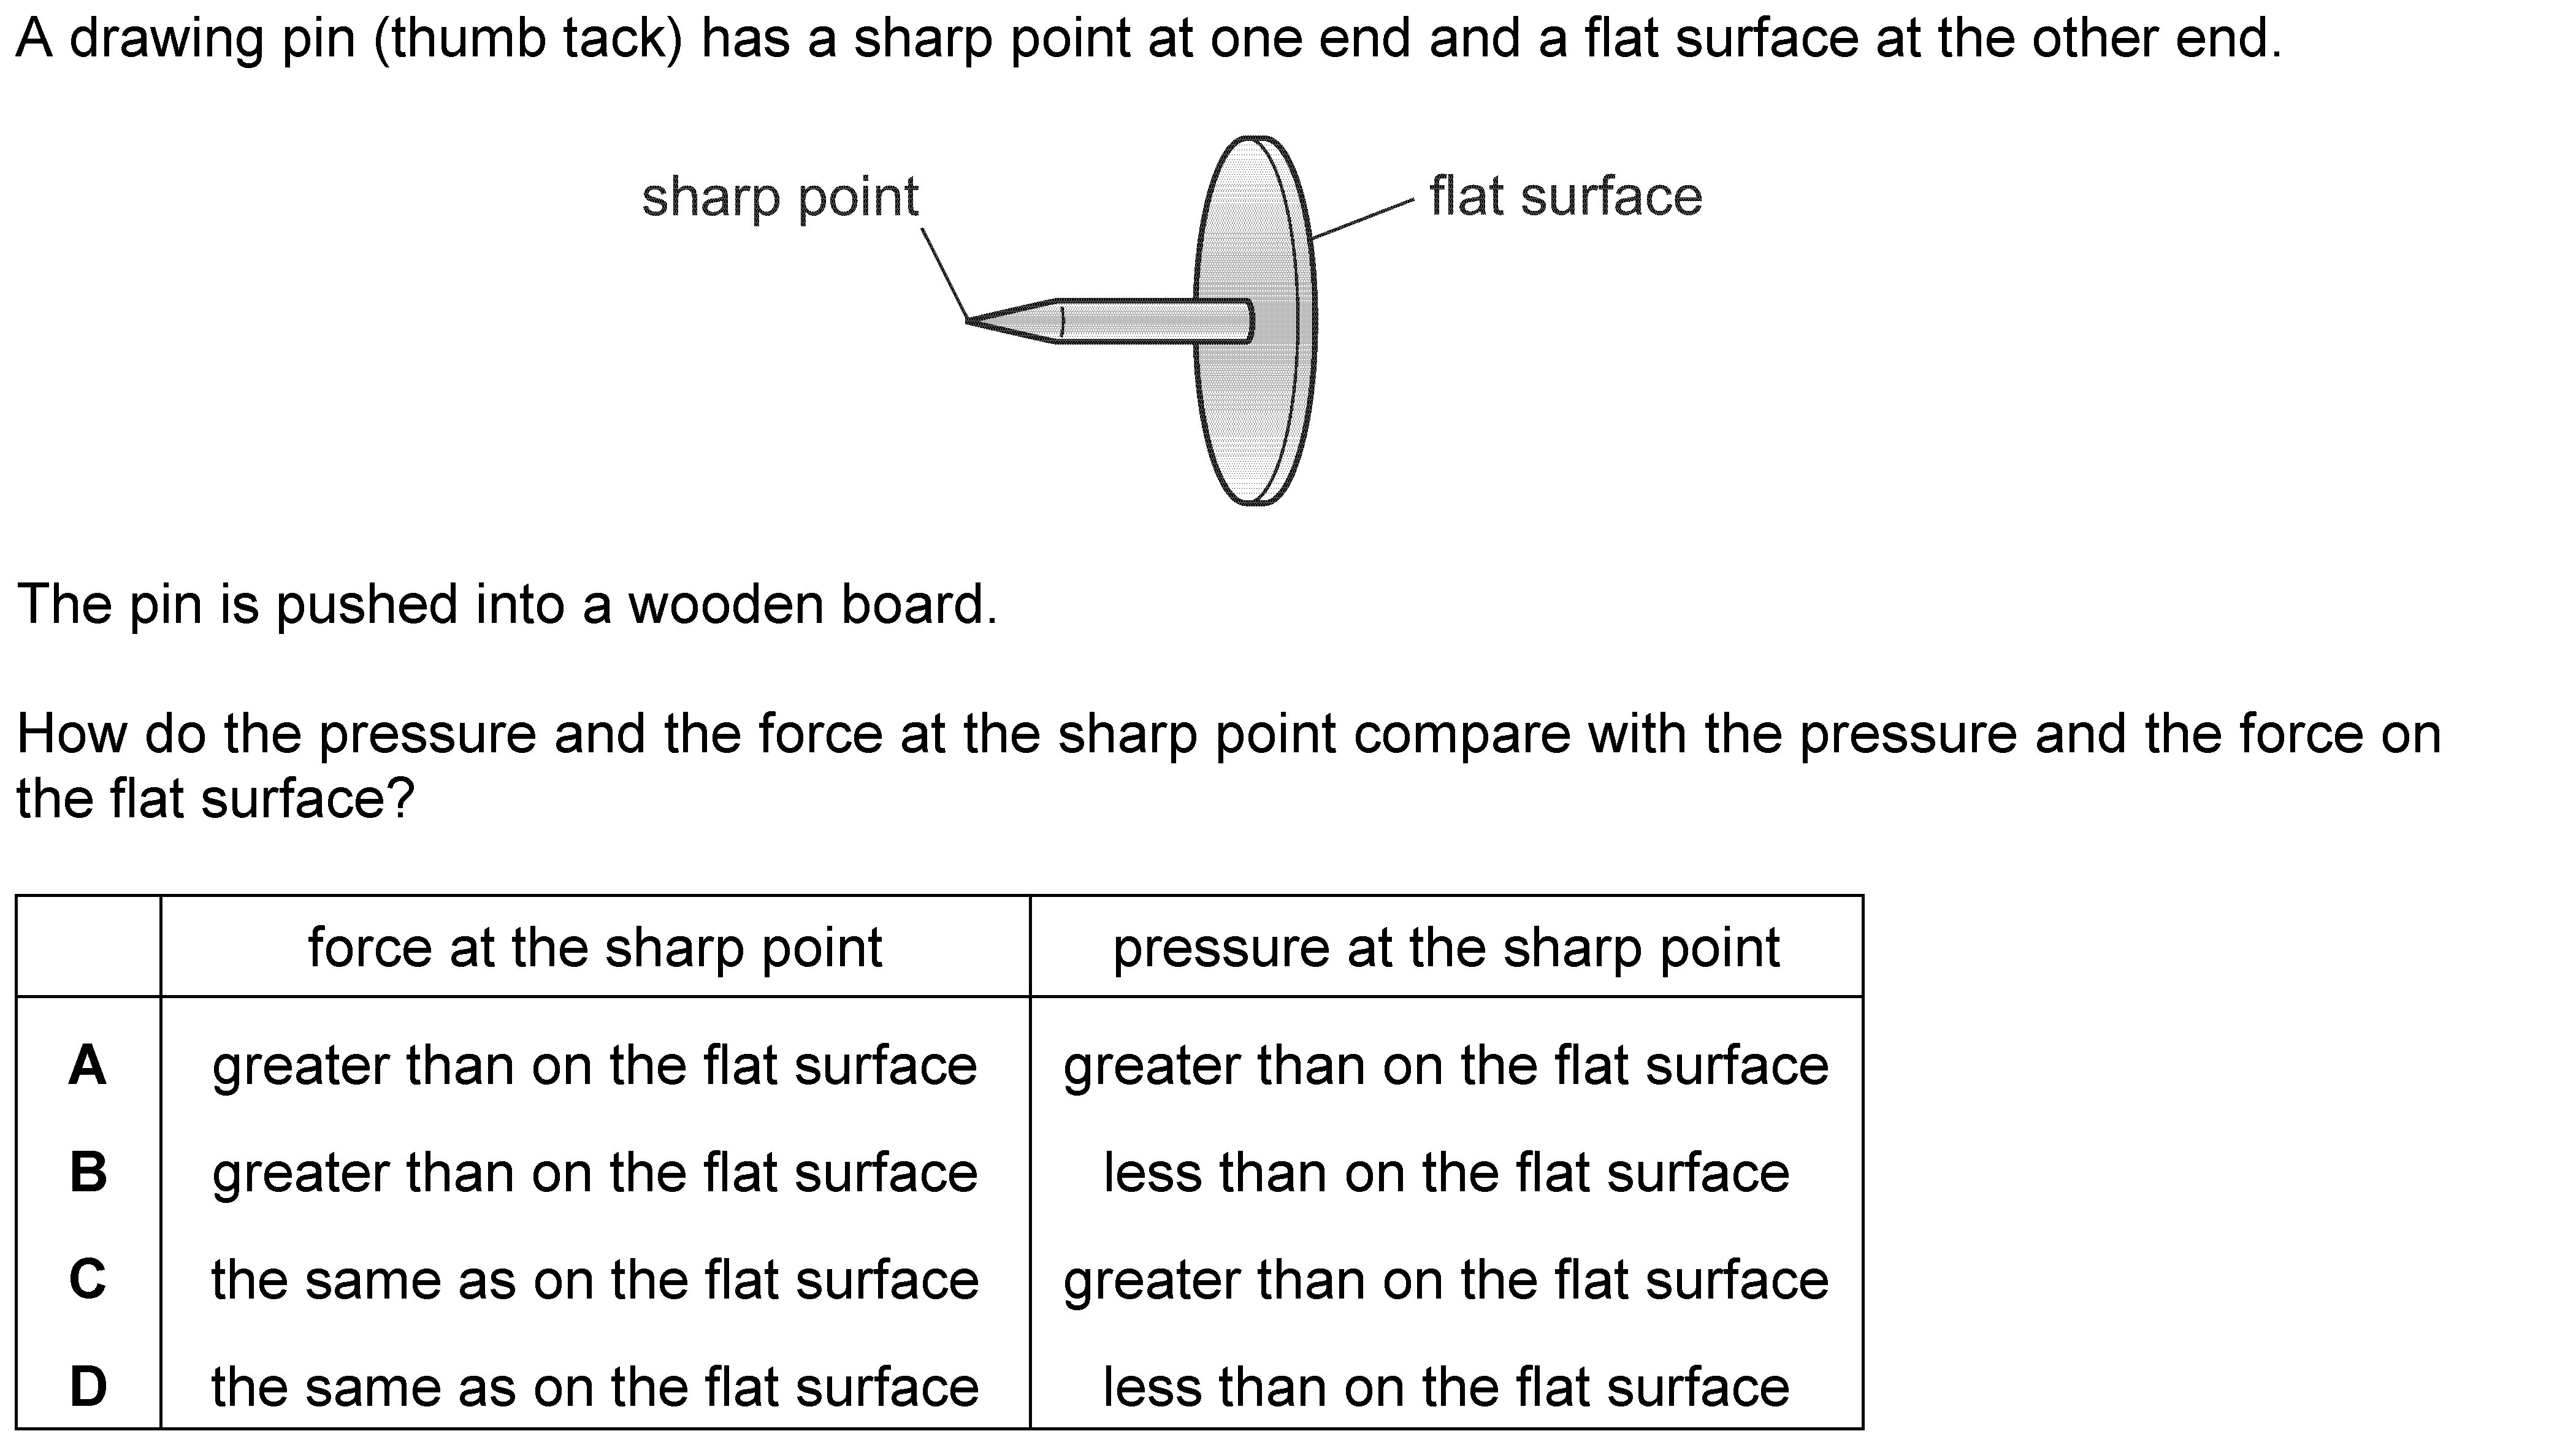 A drawing pin (thumb tack) has a sharp point at one end and a flat surface at the other end.
sharp point
flat surface
The pin is pushed into a wooden board.
How do the pressure and the force at the sharp point compare with the pressure and the force on
the flat surface?
force at the sharp point pressure at the sharp point
A greater than on the flat surface greater than on the flat surface
B greater than on the flat surface less than on the flat surface
C the same as on the flat surface greater than on the flat surface
D the same as on the flat surface less than on the flat surface